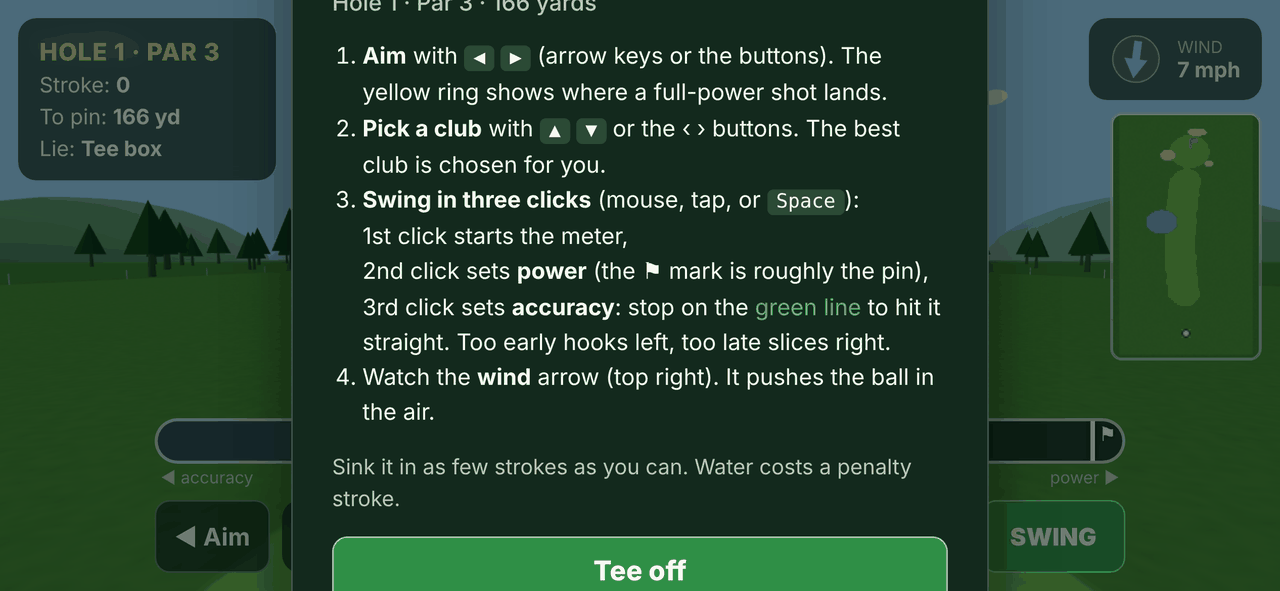 Hole 1 · Par 3 · 166 yards
HOLE 1 · PAR 3
Stroke: 0
To pin: 166 yd
Lie: Tee box
WIND
7 mph
1. Aim with ◀ ▶ (arrow keys or the buttons). The
yellow ring shows where a full-power shot lands.
2. Pick a club with ▲ ▼ or the ‹ › buttons. The best
club is chosen for you.
3. Swing in three clicks (mouse, tap, or Space):
1st click starts the meter,
2nd click sets power (the ⚑ mark is roughly the pin),
3rd click sets accuracy: stop on the green line to hit it
straight. Too early hooks left, too late slices right.
4. Watch the wind arrow (top right). It pushes the ball in
the air.
Sink it in as few strokes as you can. Water costs a penalty
stroke.
◀ accuracy
power ▶
◀ Aim
SWING
Tee off